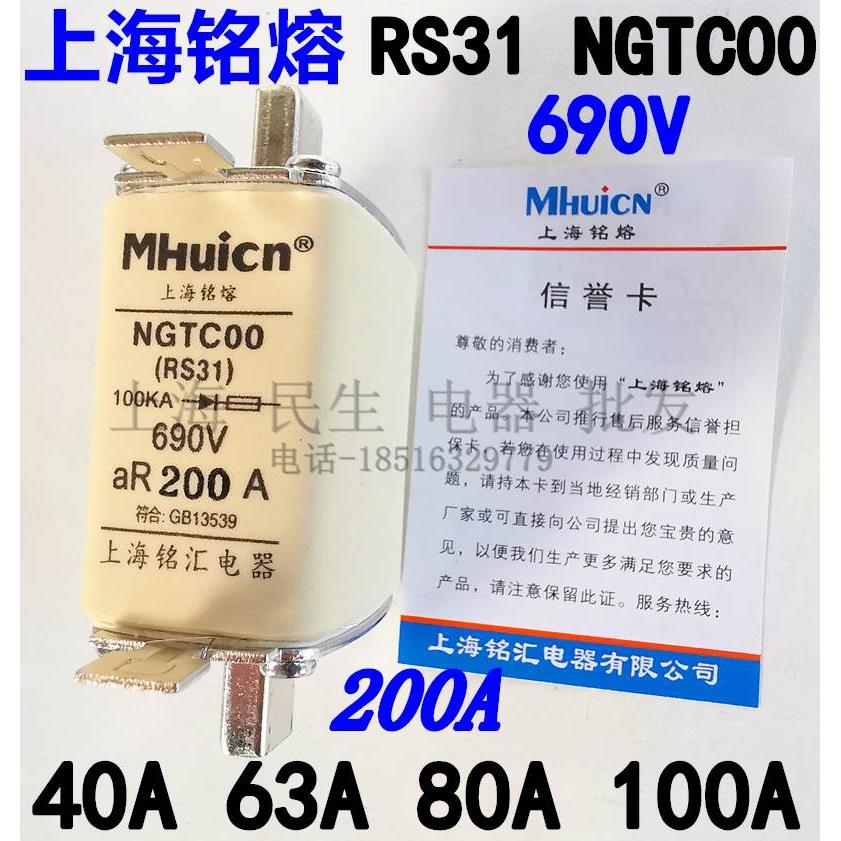 上海铭熔 RS31 NGTC00
690V
MHuicn®
上海铭熔
NGTC00
(RS31)
100KA
690V
aR 200 A
符合:GB13539
上海铭汇电器
MHuicn®
上海铭熔
信誉卡
尊敬的消费者：
为了感谢您使用“上海铭熔”
的产品。本公司推行售后服务信誉担
保卡。若您在使用过程中发现质量问
题，请持本卡到当地经销部门或生产
厂家或可直接向公司提出您宝贵的意
见，以便我们生产更多满足您要求的
产品，请注意保留此证。服务热线：
上海铭汇电器有限公司
上海 民生 电器 批发
电话-18516329779
200A
40A 63A 80A 100A